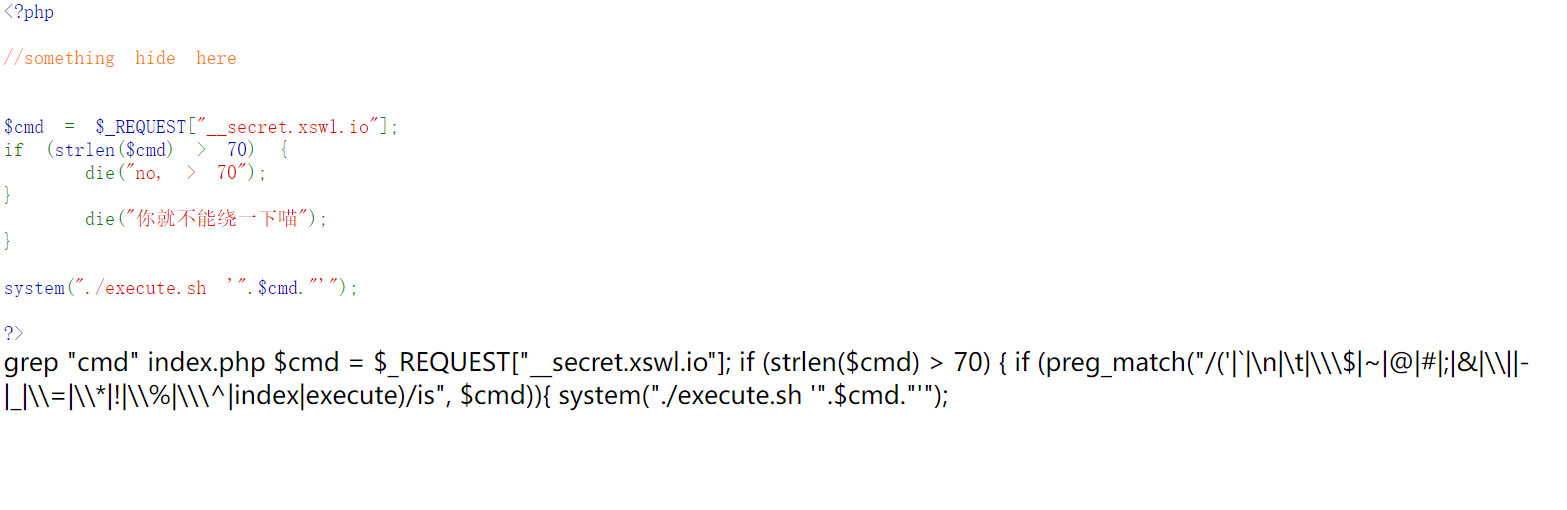 <?php
//something hide here
$cmd = $_REQUEST["__secret.xswl.io"];
if (strlen($cmd) > 70) {
die("no, > 70");
}
die("你就不能绕一下喵");
}
system("./execute.sh '".$cmd."'");
?>
grep "cmd" index.php $cmd = $_REQUEST["__secret.xswl.io"]; if (strlen($cmd) > 70) { if (preg_match("/('|`|\n|\t|\\\$|~|@|#|;|&|\\||-
|_|\\=|\\*|!|\\%|\\\^|index|execute)/is", $cmd)){ system("./execute.sh '".$cmd."'");